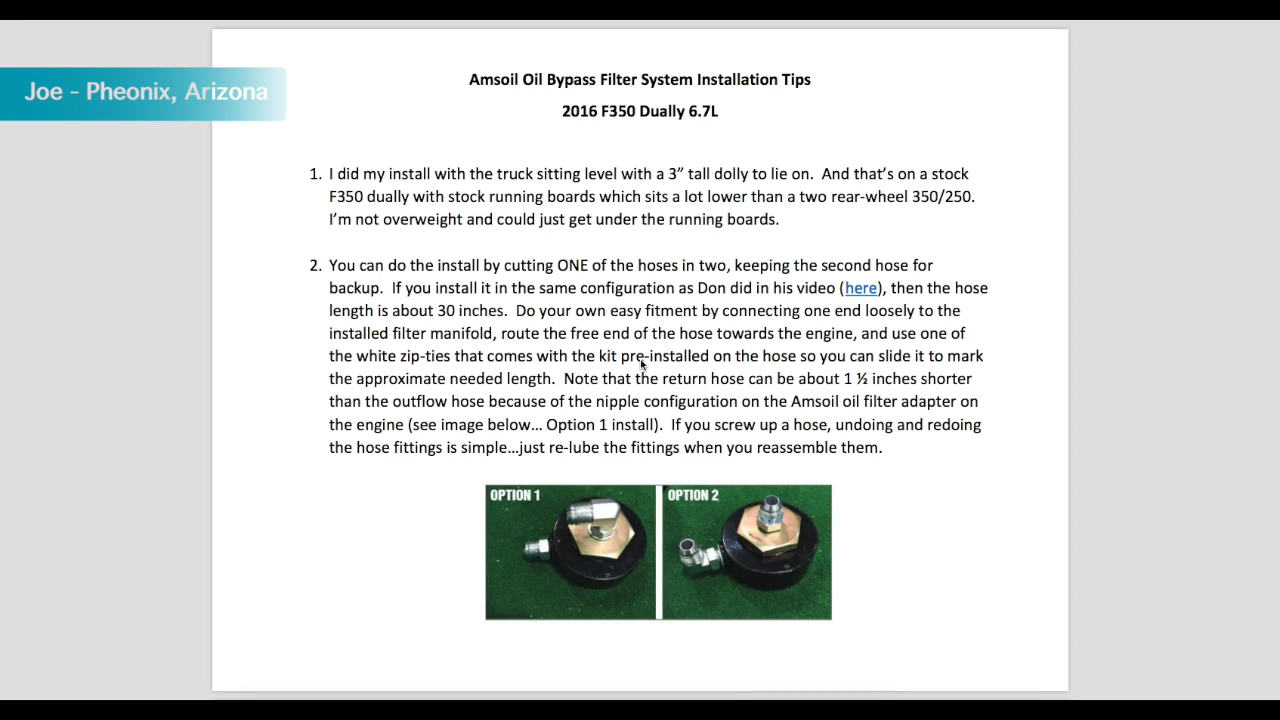 Joe - Pheonix, Arizona
Amsoil Oil Bypass Filter System Installation Tips
2016 F350 Dually 6.7L
1. I did my install with the truck sitting level with a 3” tall dolly to lie on.  And that’s on a stock
F350 dually with stock running boards which sits a lot lower than a two rear-wheel 350/250.
I’m not overweight and could just get under the running boards.
2. You can do the install by cutting ONE of the hoses in two, keeping the second hose for
backup.  If you install it in the same configuration as Don did in his video (here), then the hose
length is about 30 inches.  Do your own easy fitment by connecting one end loosely to the
installed filter manifold, route the free end of the hose towards the engine, and use one of
the white zip-ties that comes with the kit pre-installed on the hose so you can slide it to mark
the approximate needed length.  Note that the return hose can be about 1 ½ inches shorter
than the outflow hose because of the nipple configuration on the Amsoil oil filter adapter on
the engine (see image below… Option 1 install).  If you screw up a hose, undoing and redoing
the hose fittings is simple…just re-lube the fittings when you reassemble them.
OPTION 1
OPTION 2